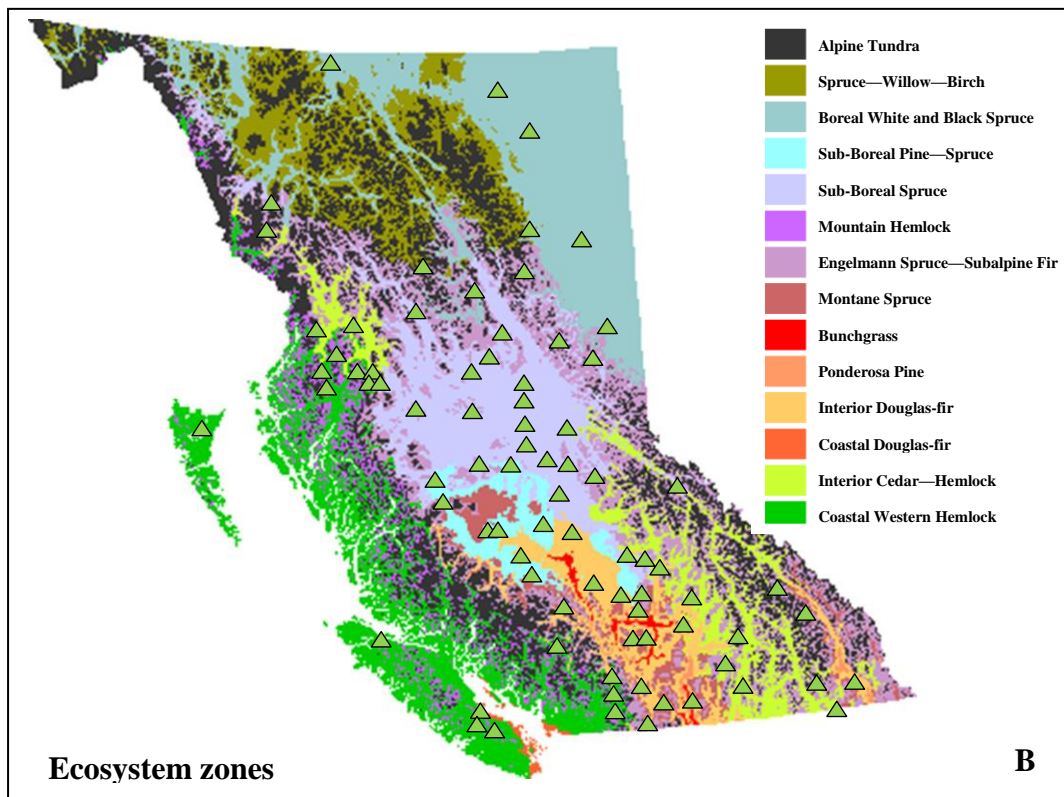 Alpine Tundra
Spruce—Willow—Birch
Boreal White and Black Spruce
Sub-Boreal Pine—Spruce
Sub-Boreal Spruce
Mountain Hemlock
Engelmann Spruce—Subalpine Fir
Montane Spruce
Bunchgrass
Ponderosa Pine
Interior Douglas-fir
Coastal Douglas-fir
Interior Cedar—Hemlock
Coastal Western Hemlock
Ecosystem zones
B